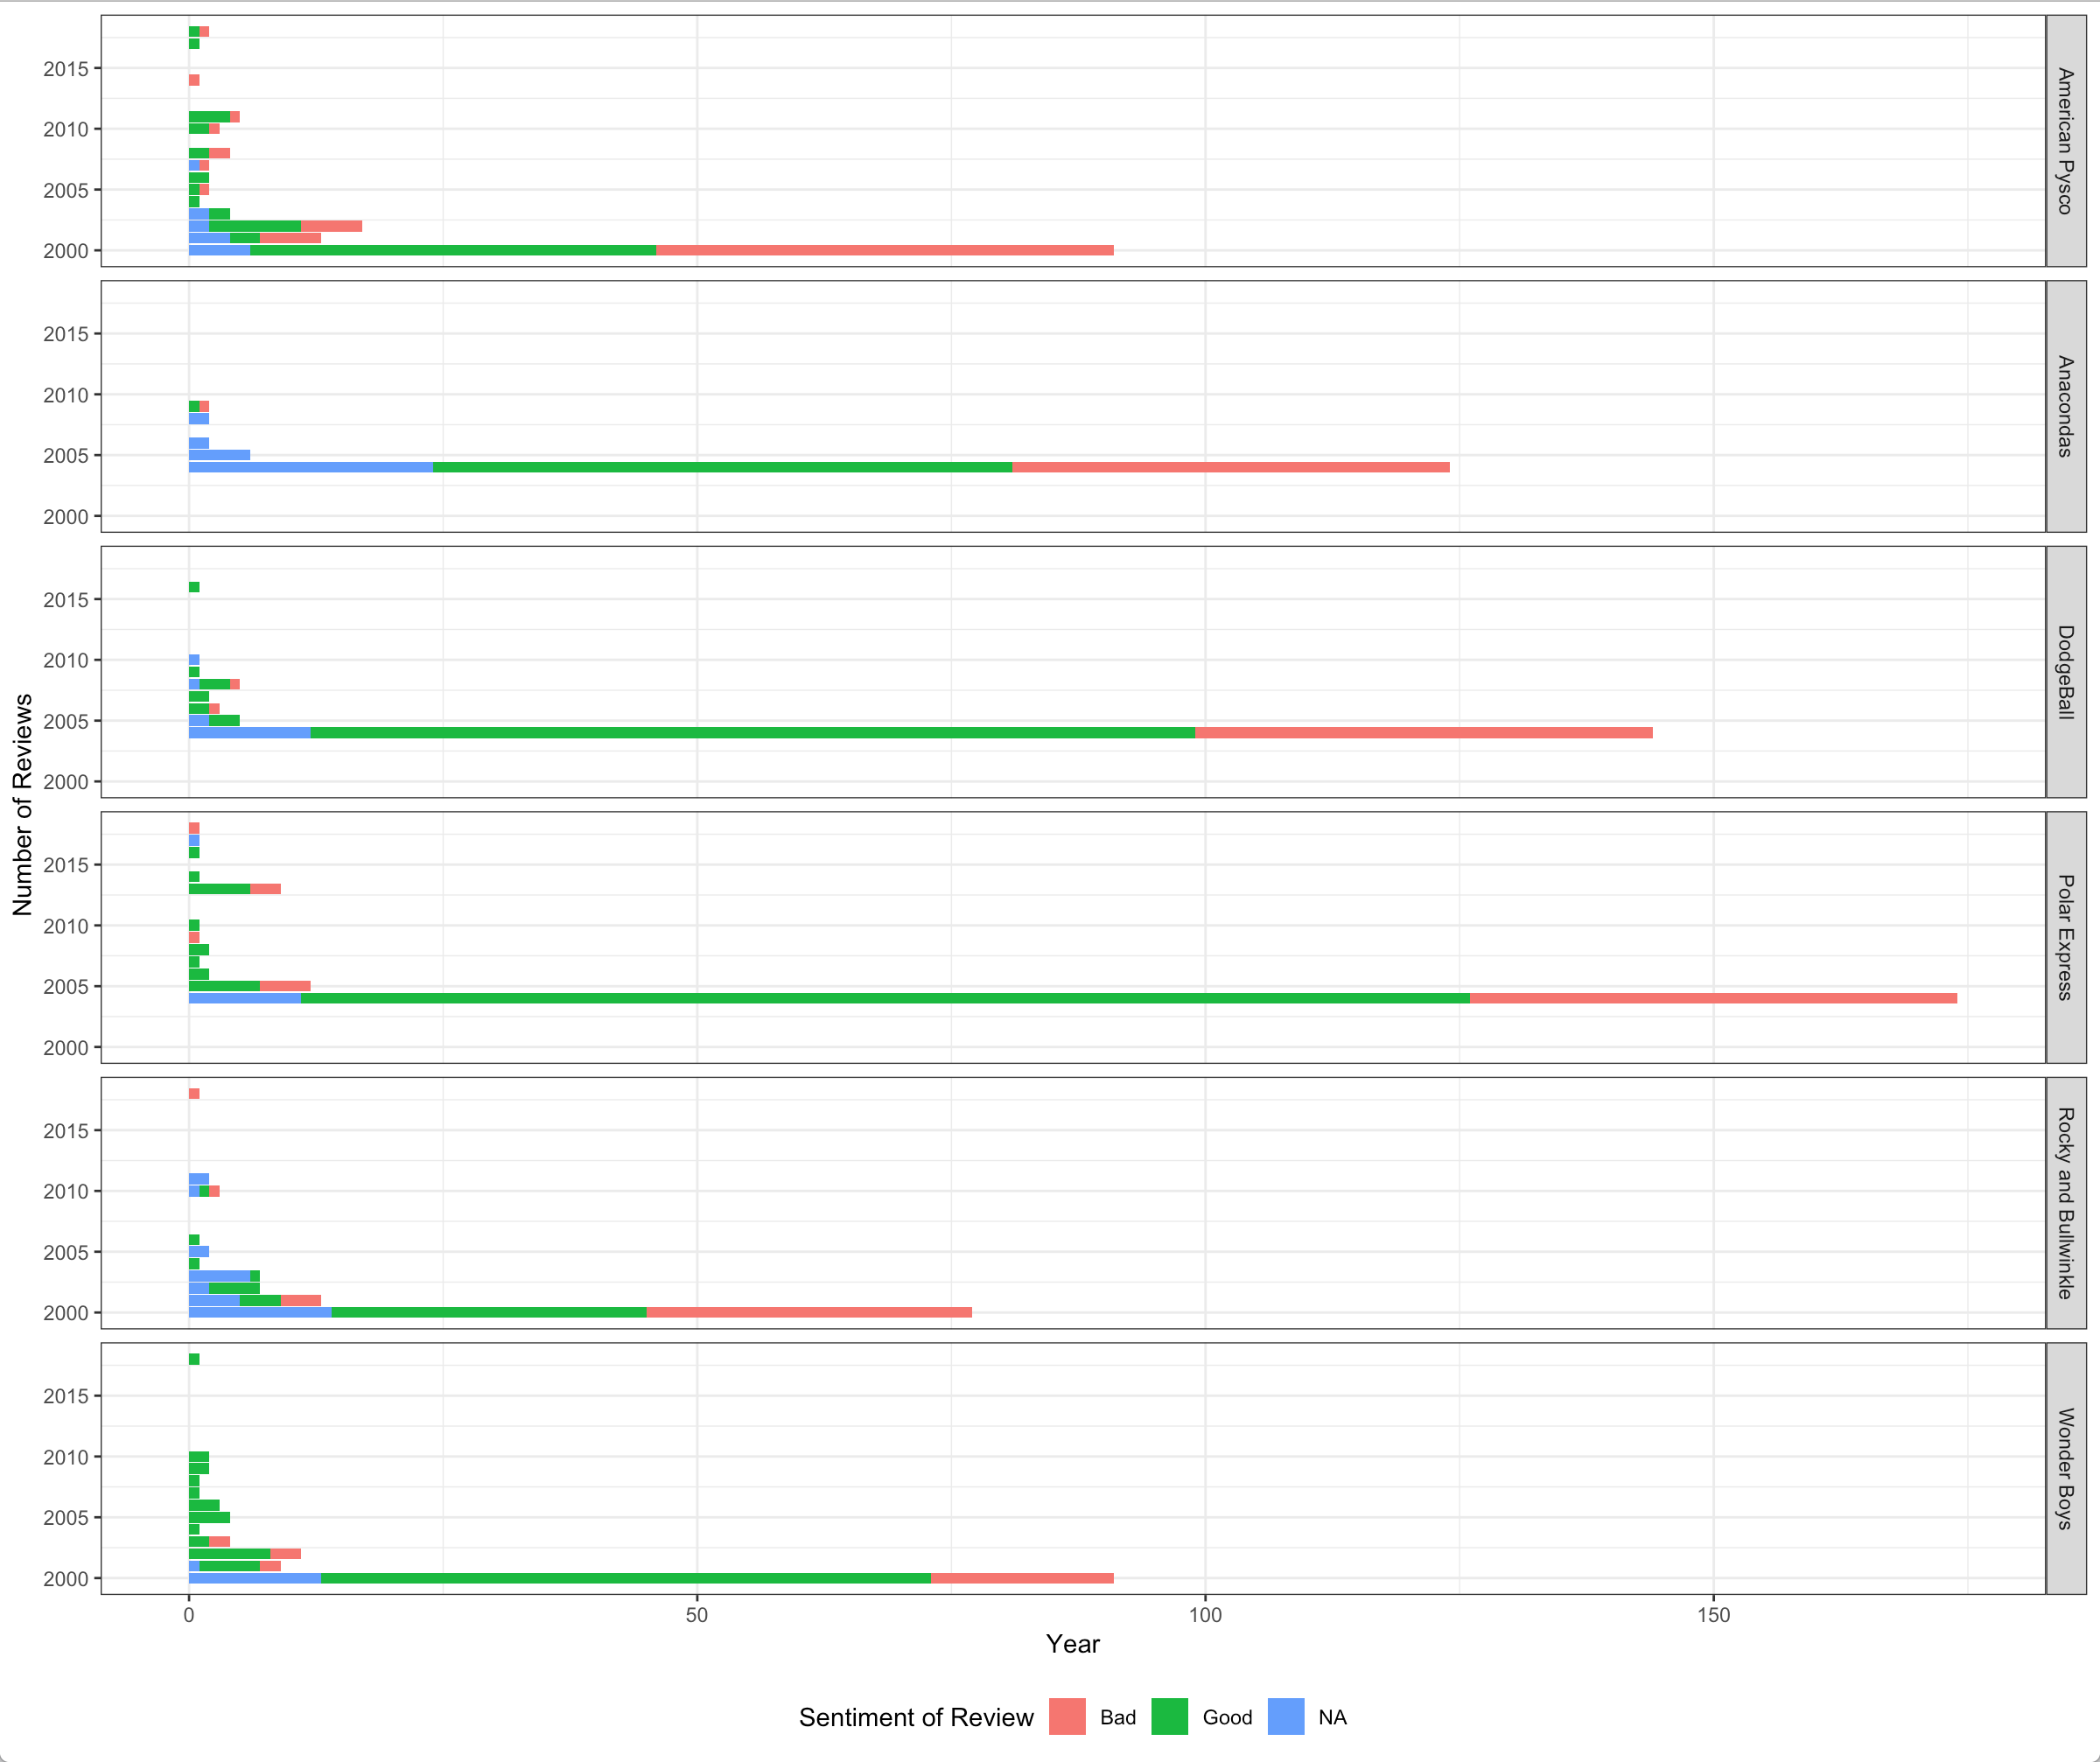 2015
2010
2005
2000
American Pysco
2015
2010
2005
2000
Anacondas
2015
2010
2005
2000
DodgeBall
2015
2010
2005
2000
Polar Express
2015
2010
2005
2000
Rocky and Bullwinkle
2015
2010
2005
2000
Wonder Boys
Number of Reviews
0 50 100 150
Year
Sentiment of Review Bad Good NA